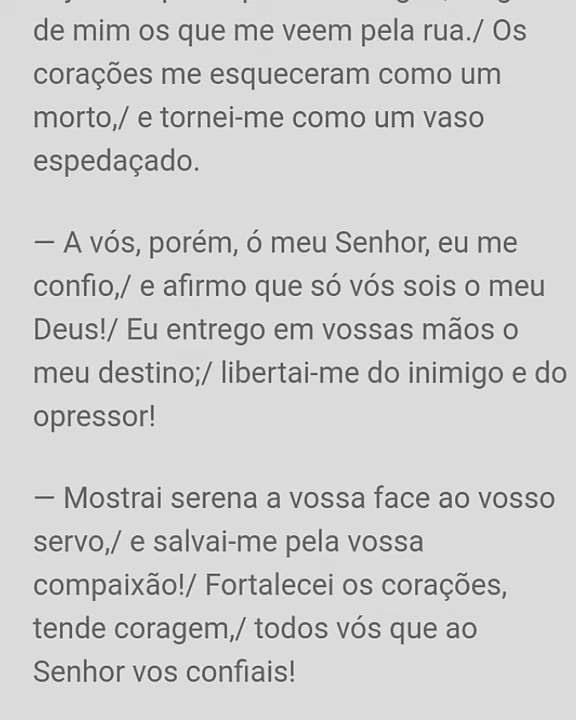 de mim os que me veem pela rua./ Os
corações me esqueceram como um
morto,/ e tornei-me como um vaso
espedaçado.
— A vós, porém, ó meu Senhor, eu me
confio,/ e afirmo que só vós sois o meu
Deus!/ Eu entrego em vossas mãos o
meu destino;/ libertai-me do inimigo e do
opressor!
— Mostrai serena a vossa face ao vosso
servo,/ e salvai-me pela vossa
compaixão!/ Fortalecei os corações,
tende coragem,/ todos vós que ao
Senhor vos confiais!